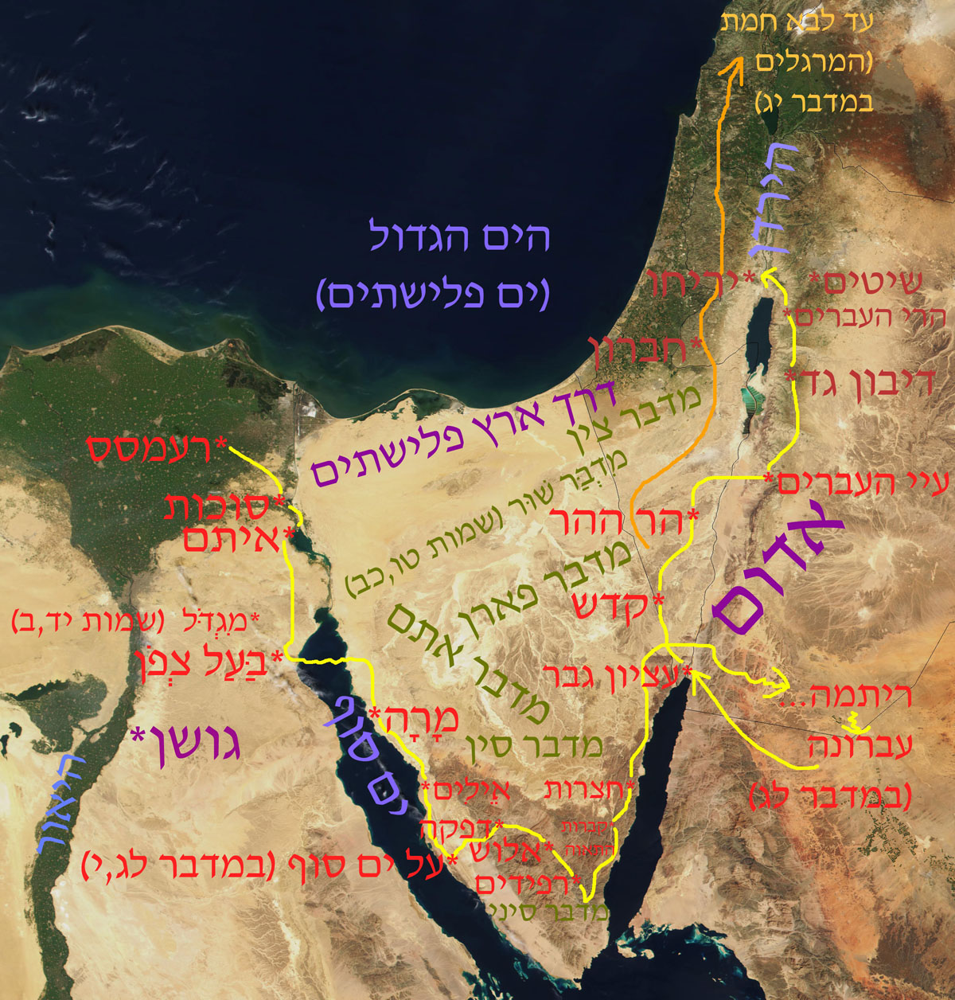 עד לבא חמת
(המרגלים
במדבר יג)
הירדן
הים הגדול
(ים פלישתים)
יריחו*
שיטים*
הרי העברים*
חברון*
דיבון גד*
דרך ארץ פלישתים
מדבר צין
מִדְבַּר שׁוּר (שמות טו,כב)
רעמסס*
סוכות*
איתם*
עיי העברים*
הר ההר*
אדום
מדבר פארן
קדש*
מדבר אתם
מִגְדֹּל (שמות יד,ב)*
בַּעַל צְפֹן*
עציון גבר*
ריתמה...
עברונה
(במדבר לג)
מָרָה*
ים סוף
גושן*
היאור
מדבר סין
אֵילִים*
חצרות*
דפקה*
קברות*
התאוה
אלוש*
על ים סוף (במדבר לג,י)*
רפידים*
מדבר סיני